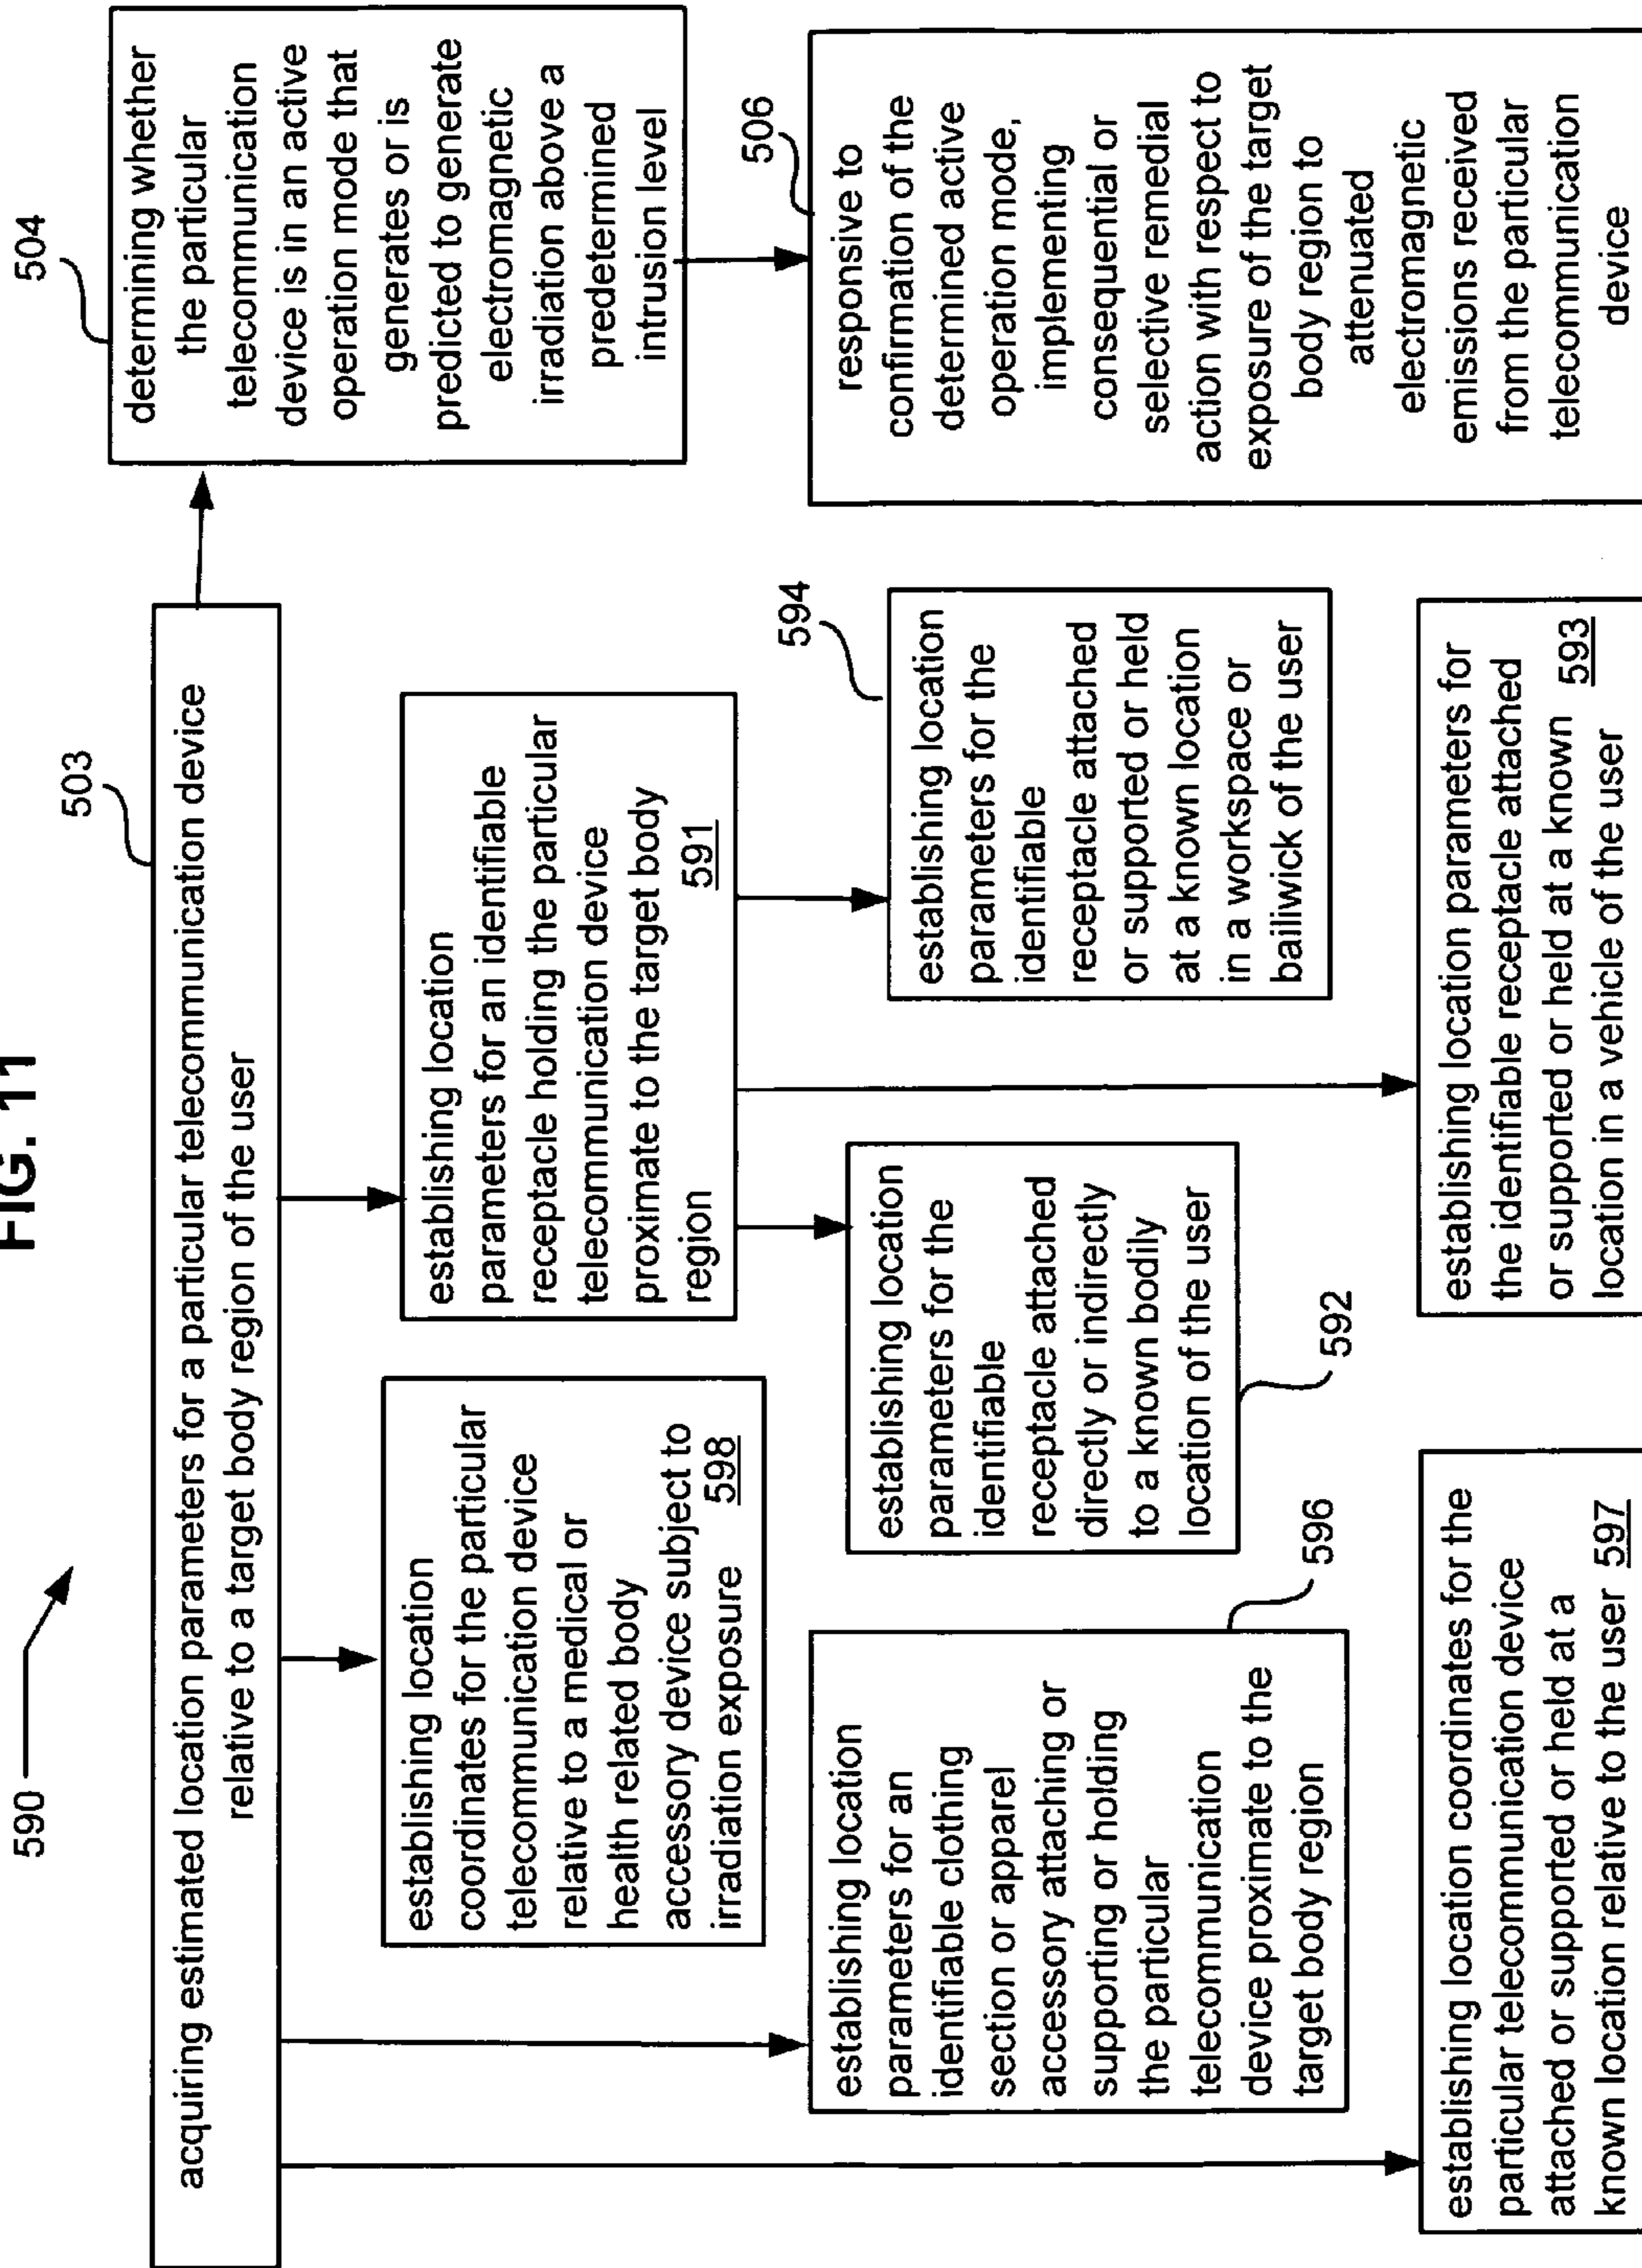 FIG. 11
590
503
acquiring estimated location parameters for a particular telecommunication device
relative to a target body region of the user
504
determining whether
the particular
telecommunication
device is in an active
operation mode that
generates or is
predicted to generate
electromagnetic
irradiation above a
predetermined
intrusion level
506
responsive to
confirmation of the
determined active
operation mode,
implementing
consequential or
selective remedial
action with respect to
exposure of the target
body region to
attenuated
electromagnetic
emissions received
from the particular
telecommunication
device
establishing location
coordinates for the particular
telecommunication device
relative to a medical or
health related body
accessory device subject to
irradiation exposure 598
establishing location
parameters for an identifiable
receptacle holding the particular
telecommunication device
proximate to the target body
region 591
establishing location
parameters for an
identifiable clothing
section or apparel
accessory attaching or
supporting or holding
the particular
telecommunication
device proximate to the
target body region
596
establishing location
parameters for the
identifiable
receptacle attached
directly or indirectly
to a known bodily
location of the user
592
establishing location
parameters for the
identifiable
receptacle attached
or supported or held
at a known location
in a workspace or
bailiwick of the user
594
establishing location coordinates for the
particular telecommunication device
attached or supported or held at a
known location relative to the user 597
establishing location parameters for
the identifiable receptacle attached
or supported or held at a known 593
location in a vehicle of the user